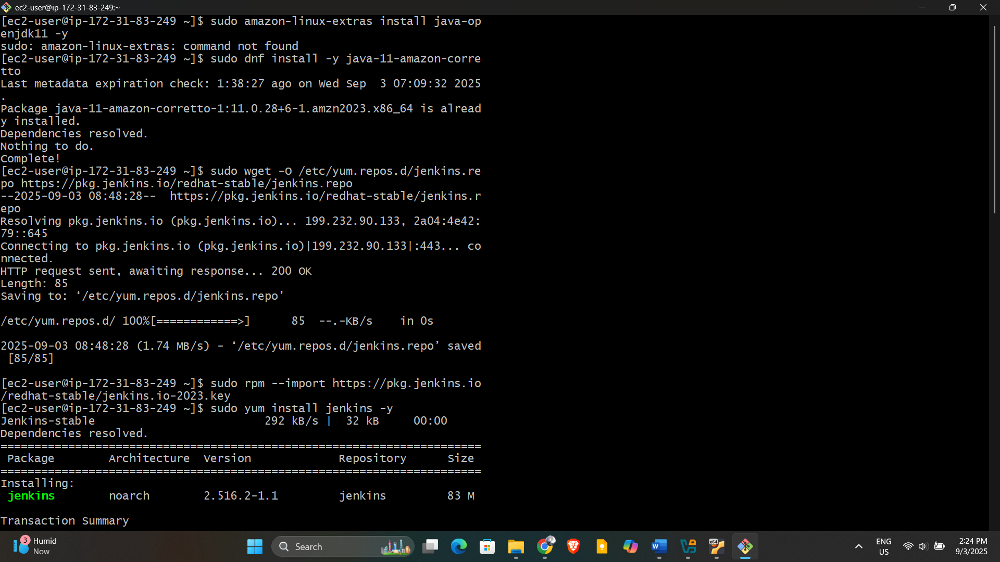 ec2-user@ip-172-31-83-249:~
[ec2-user@ip-172-31-83-249 ~]$ sudo amazon-linux-extras install java-op
enjdk11 -y
sudo: amazon-linux-extras: command not found
[ec2-user@ip-172-31-83-249 ~]$ sudo dnf install -y java-11-amazon-corre
tto
Last metadata expiration check: 1:38:27 ago on Wed Sep  3 07:09:32 2025
.
Package java-11-amazon-corretto-1:11.0.28+6-1.amzn2023.x86_64 is alread
y installed.
Dependencies resolved.
Nothing to do.
Complete!
[ec2-user@ip-172-31-83-249 ~]$ sudo wget -O /etc/yum.repos.d/jenkins.re
po https://pkg.jenkins.io/redhat-stable/jenkins.repo
--2025-09-03 08:48:28--  https://pkg.jenkins.io/redhat-stable/jenkins.r
epo
Resolving pkg.jenkins.io (pkg.jenkins.io)... 199.232.90.133, 2a04:4e42:
79::645
Connecting to pkg.jenkins.io (pkg.jenkins.io)|199.232.90.133|:443... co
nnected.
HTTP request sent, awaiting response... 200 OK
Length: 85
Saving to: ‘/etc/yum.repos.d/jenkins.repo’
/etc/yum.repos.d/ 100%[============>]      85  --.-KB/s    in 0s
2025-09-03 08:48:28 (1.74 MB/s) - ‘/etc/yum.repos.d/jenkins.repo’ saved
[85/85]
[ec2-user@ip-172-31-83-249 ~]$ sudo rpm --import https://pkg.jenkins.io
/redhat-stable/jenkins.io-2023.key
[ec2-user@ip-172-31-83-249 ~]$ sudo yum install jenkins -y
Jenkins-stable                         292 kB/s |  32 kB     00:00
Dependencies resolved.
=======================================================================
Package        Architecture  Version             Repository      Size
=======================================================================
Installing:
jenkins        noarch        2.516.2-1.1         jenkins         83 M
Transaction Summary
3
Humid
Now
Search
W
x64
ENG
US
2:24 PM
9/3/2025